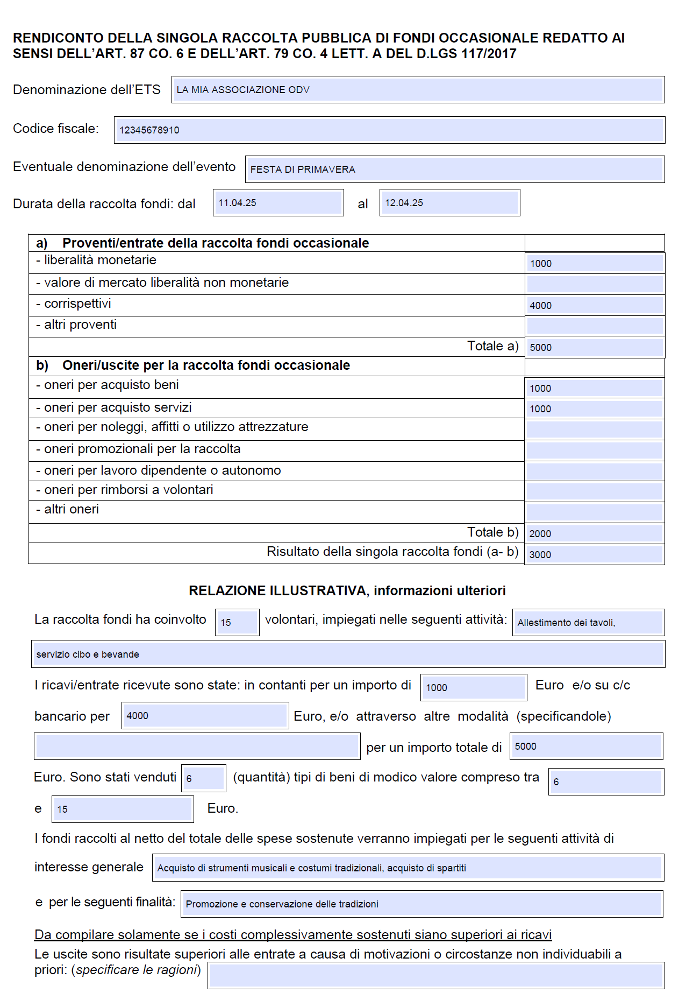 RENDICONTO DELLA SINGOLA RACCOLTA PUBBLICA DI FONDI OCCASIONALE REDATTO AI
SENSI DELL'ART. 87 CO. 6 E DELL'ART. 79 CO. 4 LETT. A DEL D.LGS 117/2017
Denominazione dell'ETS LA MIA ASSOCIAZIONE ODV
Codice fiscale: 12345678910
Eventuale denominazione dell'evento FESTA DI PRIMAVERA
Durata della raccolta fondi: dal 11.04.25 al 12.04.25
a) Proventi/entrate della raccolta fondi occasionale
- liberalità monetarie 1000
- valore di mercato liberalità non monetarie
- corrispettivi 4000
- altri proventi
Totale a) 5000
b) Oneri/uscite per la raccolta fondi occasionale
- oneri per acquisto beni 1000
- oneri per acquisto servizi 1000
- oneri per noleggi, affitti o utilizzo attrezzature
- oneri promozionali per la raccolta
- oneri per lavoro dipendente o autonomo
- oneri per rimborsi a volontari
- altri oneri
Totale b) 2000
Risultato della singola raccolta fondi (a- b) 3000
RELAZIONE ILLUSTRATIVA, informazioni ulteriori
La raccolta fondi ha coinvolto 15 volontari, impiegati nelle seguenti attività: Allestimento dei tavoli,
servizio cibo e bevande
I ricavi/entrate ricevute sono state: in contanti per un importo di 1000 Euro e/o su c/c
bancario per 4000 Euro, e/o attraverso altre modalità (specificandole)
per un importo totale di 5000
Euro. Sono stati venduti 6 (quantità) tipi di beni di modico valore compreso tra 6
e 15 Euro.
I fondi raccolti al netto del totale delle spese sostenute verranno impiegati per le seguenti attività di
interesse generale Acquisto di strumenti musicali e costumi tradizionali, acquisto di spartiti
e per le seguenti finalità: Promozione e conservazione delle tradizioni
Da compilare solamente se i costi complessivamente sostenuti siano superiori ai ricavi
Le uscite sono risultate superiori alle entrate a causa di motivazioni o circostanze non individuabili a
priori: (specificare le ragioni)